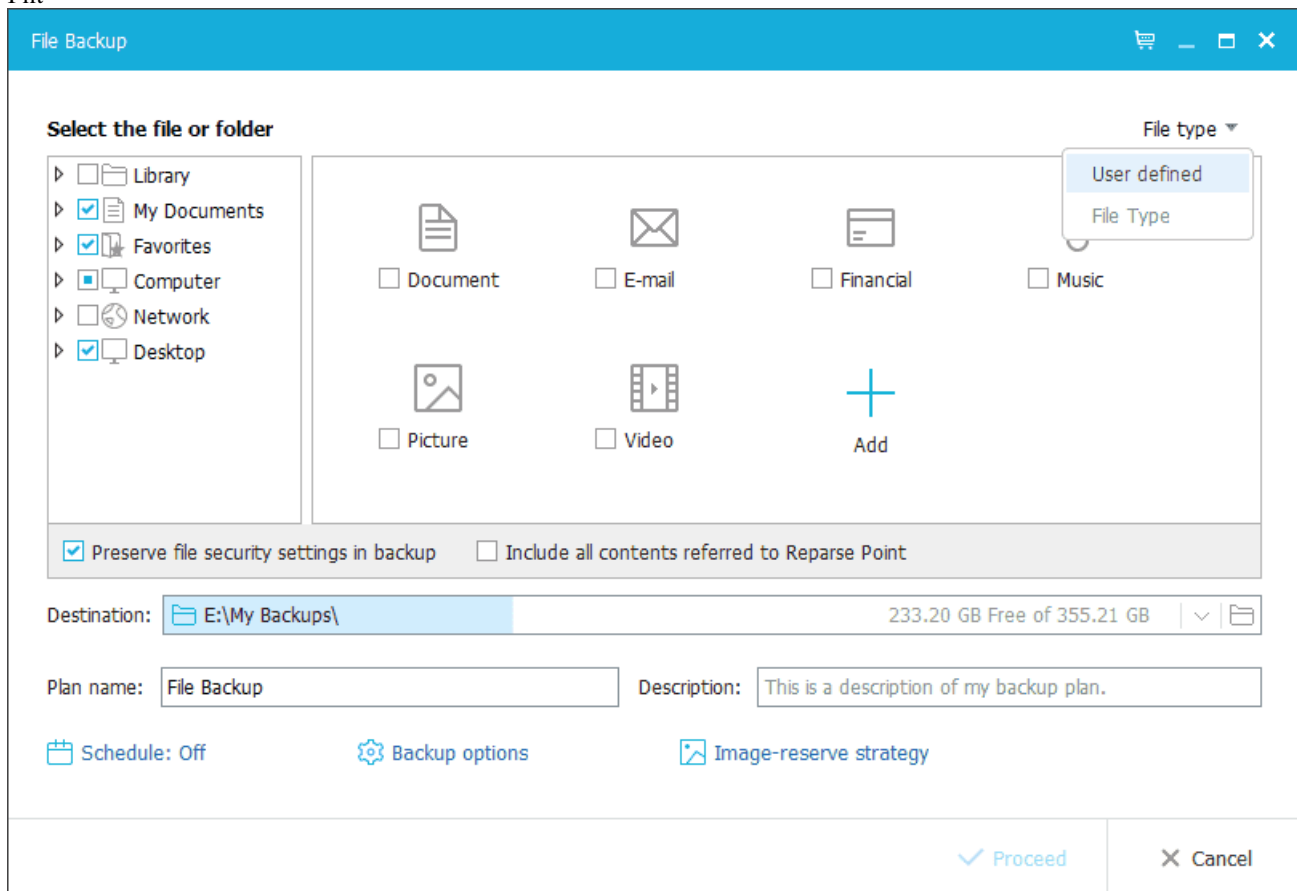 File Backup
Select the file or folder
File type
User defined
File Type
Library
My Documents
Favorites
Computer
Network
Desktop
Document
E-mail
Financial
Music
Picture
Video
Add
Preserve file security settings in backup
Include all contents referred to Reparse Point
Destination: E:\My Backups\ 233.20 GB Free of 355.21 GB
Plan name: File Backup
Description: This is a description of my backup plan.
Schedule: Off
Backup options
Image-reserve strategy
Proceed
Cancel